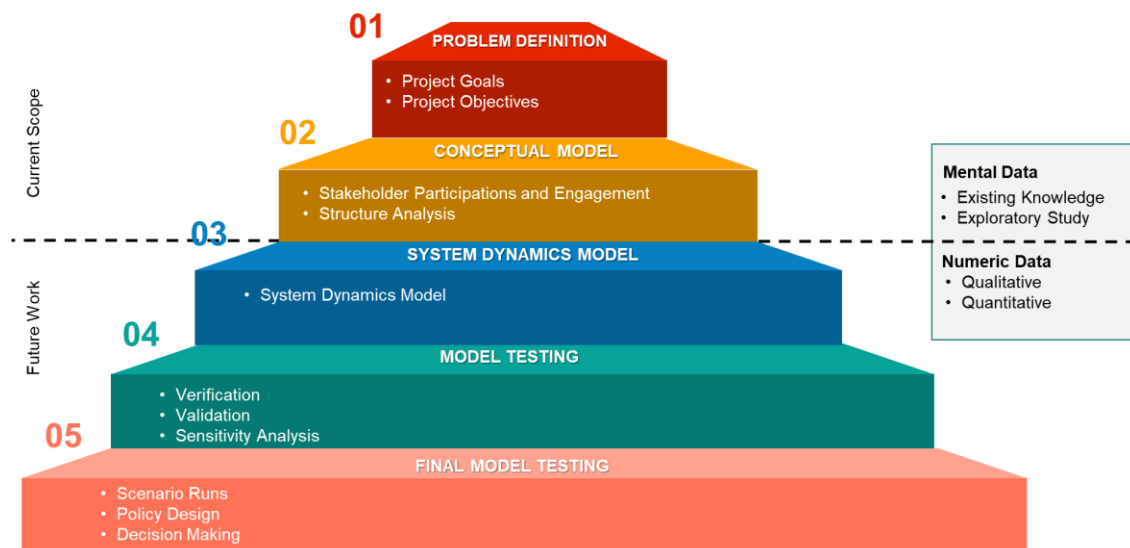 01
PROBLEM DEFINITION
• Project Goals
• Project Objectives
Current Scope
02
CONCEPTUAL MODEL
• Stakeholder Participations and Engagement
• Structure Analysis
Mental Data
• Existing Knowledge
• Exploratory Study
03
SYSTEM DYNAMICS MODEL
• System Dynamics Model
Numeric Data
• Qualitative
• Quantitative
Future Work
04
MODEL TESTING
• Verification
• Validation
• Sensitivity Analysis
05
FINAL MODEL TESTING
• Scenario Runs
• Policy Design
• Decision Making